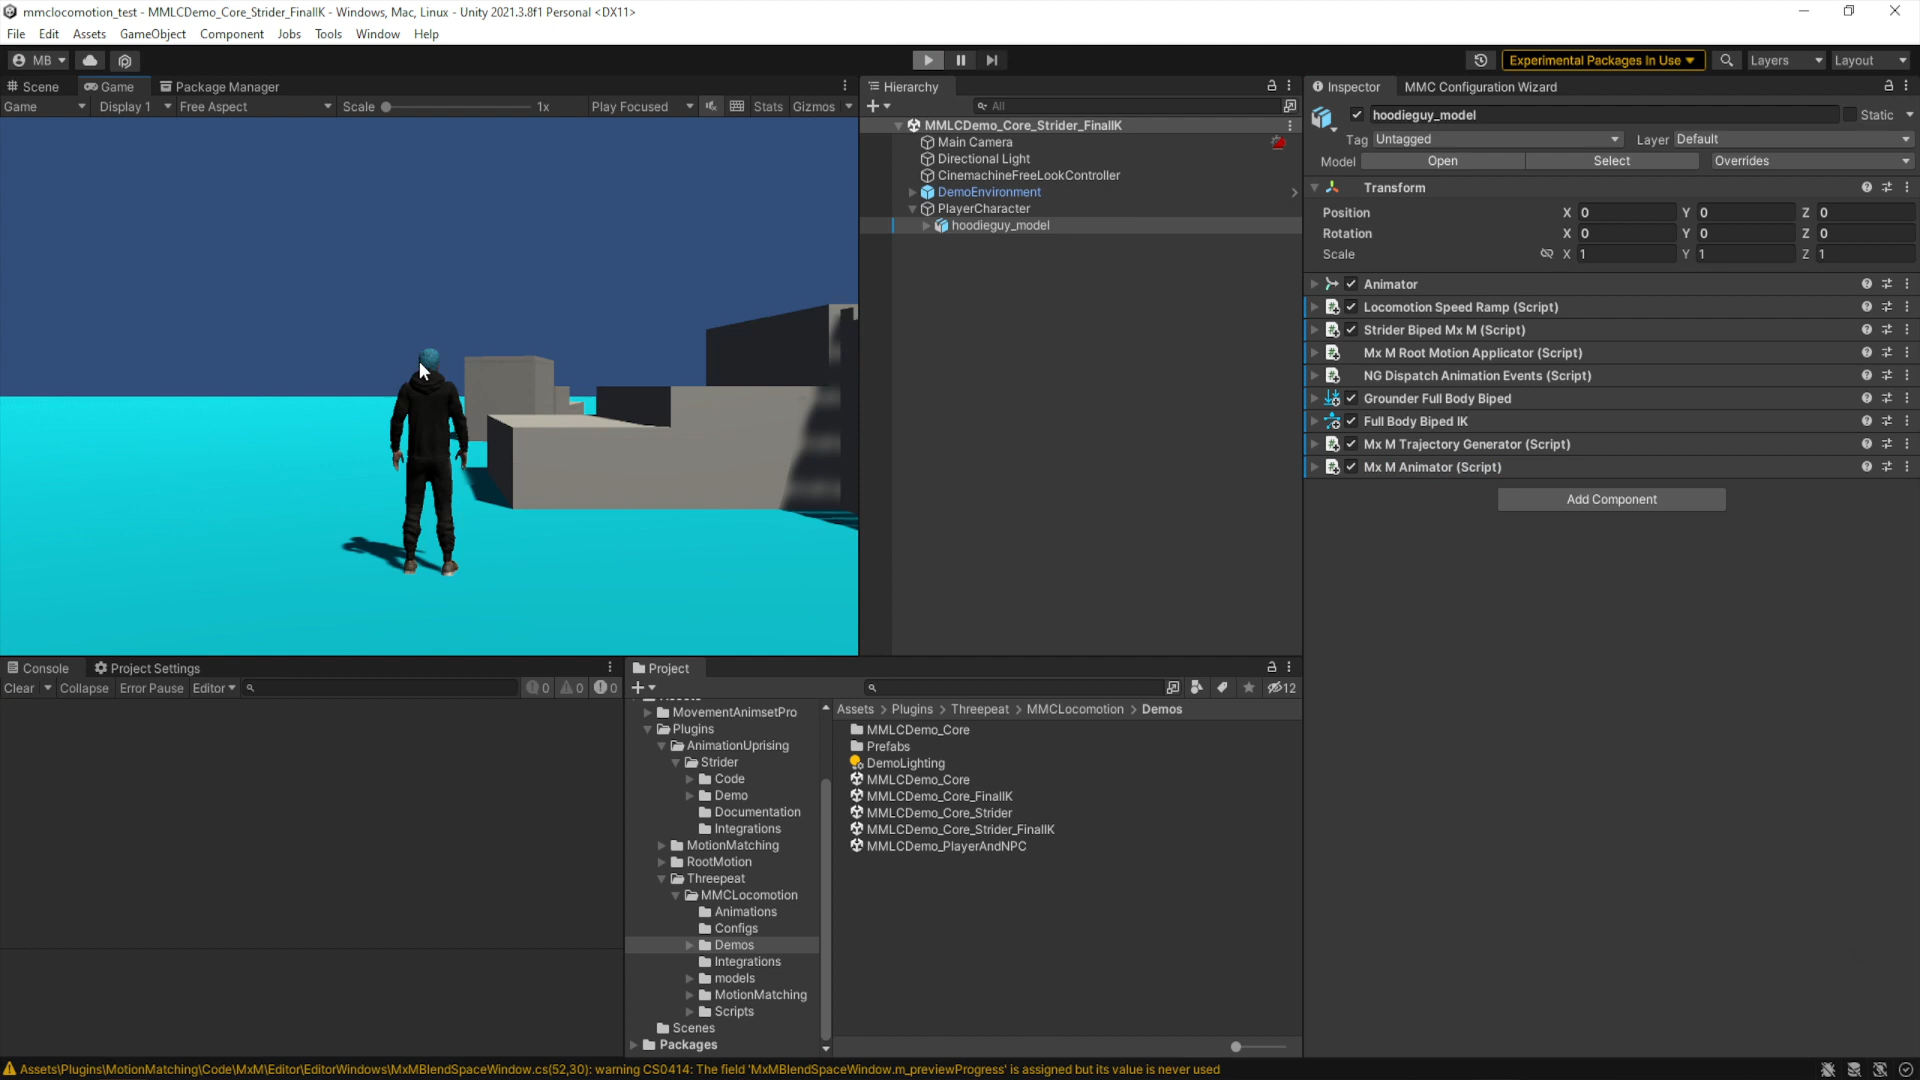 mmclocomotion_test - MMLCDemo_Core_Strider_FinalIK - Windows, Mac, Linux - Unity 2021.3.8f1 Personal <DX11>
File Edit Assets GameObject Component Jobs Tools Window Help
MB Experimental Packages In Use Layers Layout
Scene Game Package Manager
Game Display 1 Free Aspect Scale 1x Play Focused Stats Gizmos
Hierarchy
All
MMLCDemo_Core_Strider_FinalIK
Main Camera
Directional Light
CinemachineFreeLookController
DemoEnvironment
PlayerCharacter
hoodieguy_model
Inspector MMC Configuration Wizard
hoodieguy_model Static
Tag Untagged Layer Default
Model Open Select Overrides
Transform
Position X 0 Y 0 Z 0
Rotation X 0 Y 0 Z 0
Scale X 1 Y 1 Z 1
Animator
Locomotion Speed Ramp (Script)
Strider Biped Mx M (Script)
Mx M Root Motion Applicator (Script)
NG Dispatch Animation Events (Script)
Grounder Full Body Biped
Full Body Biped IK
Mx M Trajectory Generator (Script)
Mx M Animator (Script)
Add Component
Console Project Settings
Clear Collapse Error Pause Editor 0 0 0
Project
12
Assets
MovementAnimsetPro
Plugins
AnimationUprising
Strider
Code
Demo
Documentation
Integrations
MotionMatching
RootMotion
Threepeat
MMCLocomotion
Animations
Configs
Demos
Integrations
models
MotionMatching
Scripts
Scenes
Packages
Assets > Plugins > Threepeat > MMCLocomotion > Demos
MMLCDemo_Core
Prefabs
DemoLighting
MMLCDemo_Core
MMLCDemo_Core_FinalIK
MMLCDemo_Core_Strider
MMLCDemo_Core_Strider_FinalIK
MMLCDemo_PlayerAndNPC
Assets\Plugins\MotionMatching\Code\MxM\Editor\EditorWindows\MxMBlendSpaceWindow.cs(52,30): warning CS0414: The field 'MxMBlendSpaceWindow.m_previewProgress' is assigned but its value is never used